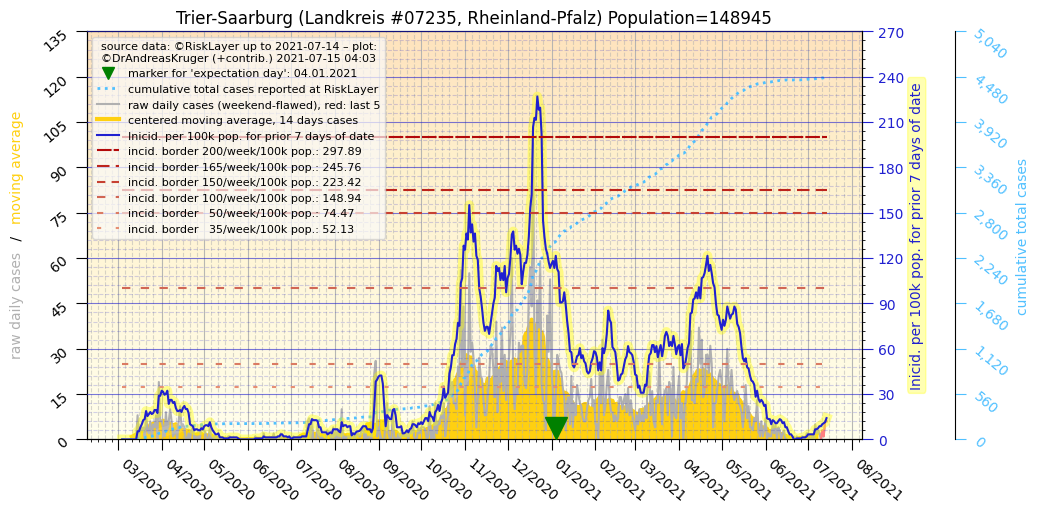 Trier-Saarburg (Landkreis #07235, Rheinland-Pfalz) Population=148945
source data: ©RiskLayer up to 2021-07-14 – plot:
©DrAndreasKruger (+contrib.) 2021-07-15 04:03
marker for 'expectation day': 04.01.2021
cumulative total cases reported at RiskLayer
raw daily cases (weekend-flawed), red: last 5
centered moving average, 14 days cases
Inicid. per 100k pop. for prior 7 days of date
incid. border 200/week/100k pop.: 297.89
incid. border 165/week/100k pop.: 245.76
incid. border 150/week/100k pop.: 223.42
incid. border 100/week/100k pop.: 148.94
incid. border   50/week/100k pop.: 74.47
incid. border   35/week/100k pop.: 52.13
raw daily cases / moving average
135
120
105
90
75
60
45
30
15
0
270
240
210
180
150
120
90
60
30
0
Inicid. per 100k pop. for prior 7 days of date
5,040
4,480
3,920
3,360
2,800
2,240
1,680
1,120
560
0
cumulative total cases
03/2020
04/2020
05/2020
06/2020
07/2020
08/2020
09/2020
10/2020
11/2020
12/2020
01/2021
02/2021
03/2021
04/2021
05/2021
06/2021
07/2021
08/2021